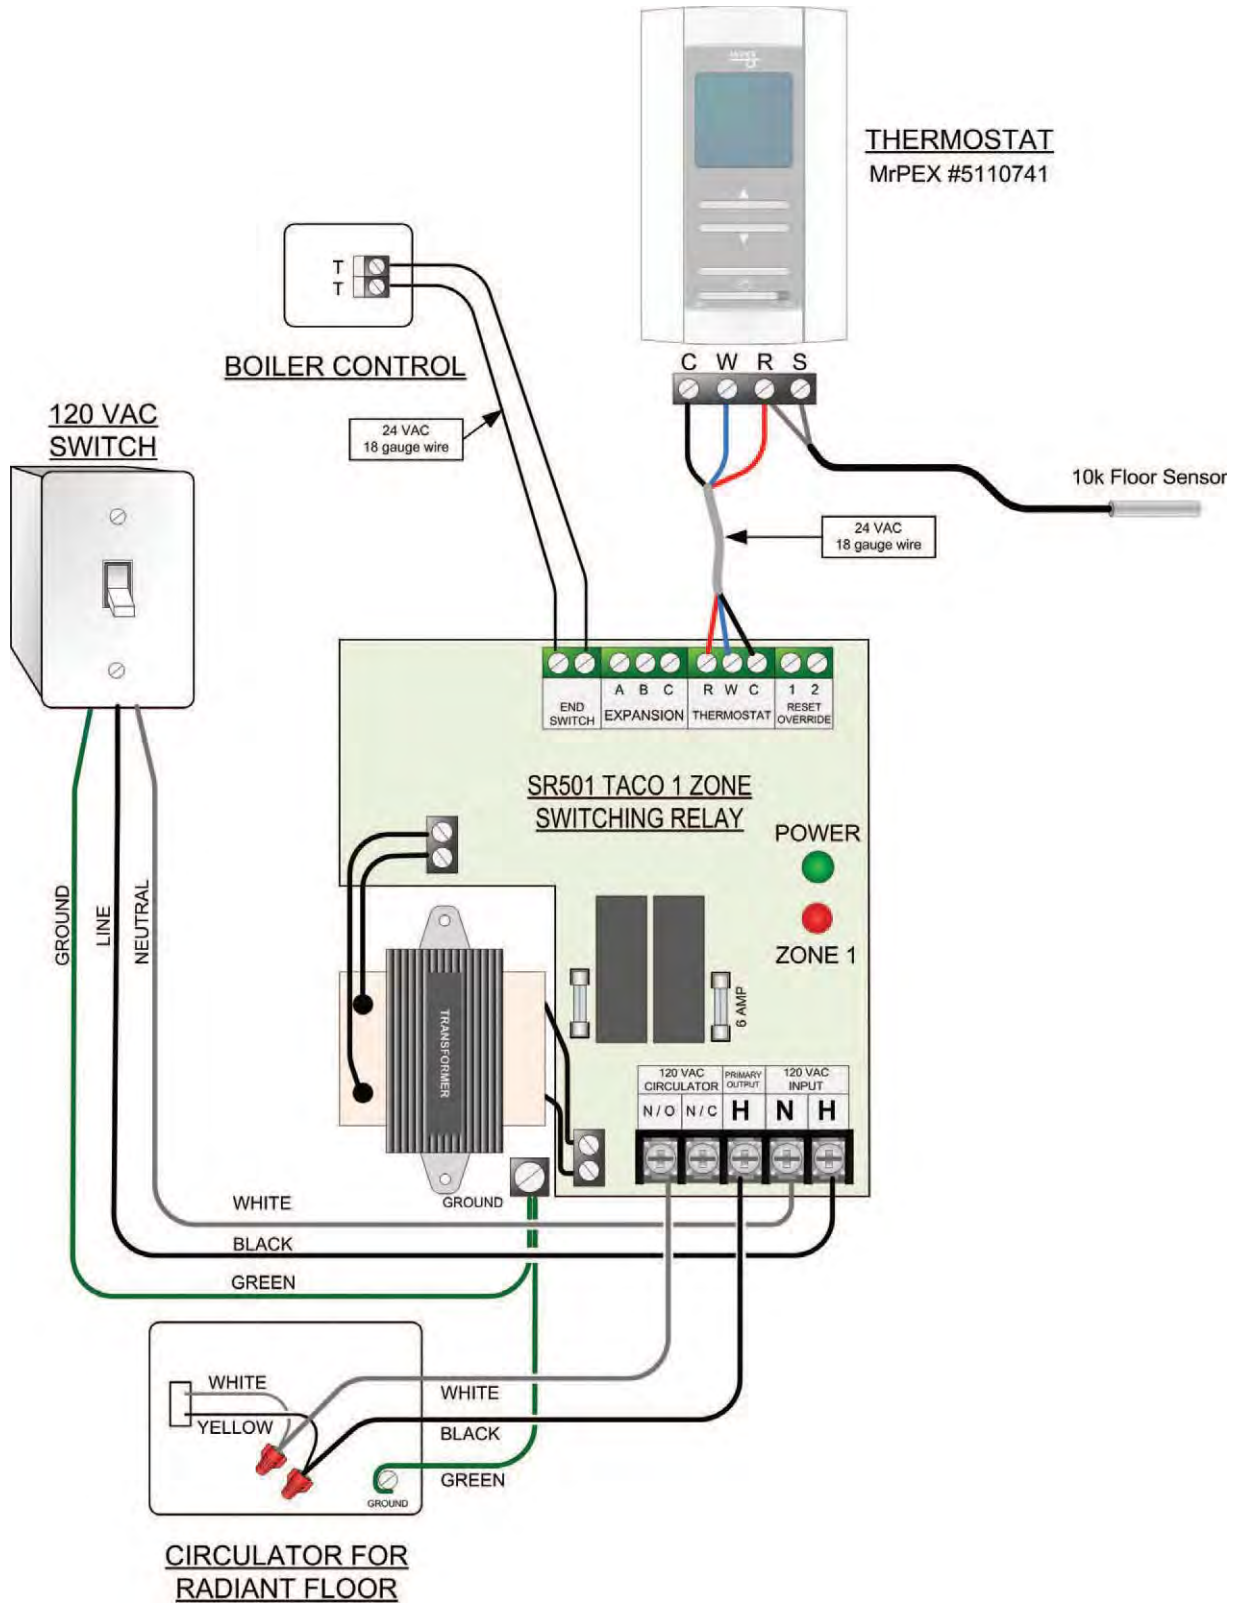 THERMOSTAT
MrPEX #5110741
T
T
BOILER CONTROL
C W R S
120 VAC
SWITCH
24 VAC
18 gauge wire
10k Floor Sensor
24 VAC
18 gauge wire
A B C
R W C
1 2
END
SWITCH
EXPANSION
THERMOSTAT
RESET
OVERRIDE
SR501 TACO 1 ZONE
SWITCHING RELAY
POWER
ZONE 1
GROUND
LINE
NEUTRAL
TRANSFORMER
6 AMP
120 VAC
CIRCULATOR
PRIMARY
OUTPUT
120 VAC
INPUT
N / O
N / C
H
N
H
GROUND
WHITE
BLACK
GREEN
WHITE
YELLOW
WHITE
BLACK
GREEN
GROUND
CIRCULATOR FOR
RADIANT FLOOR